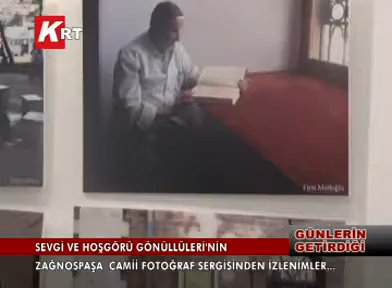 KRT
SEVGİ VE HOŞGÖRÜ GÖNÜLLÜLERİ'NİN
GÜNLERİN
GETİRDİĞİ
ZAĞNOSPAŞA CAMİİ FOTOĞRAF SERGİSİNDEN İZLENİMLER...